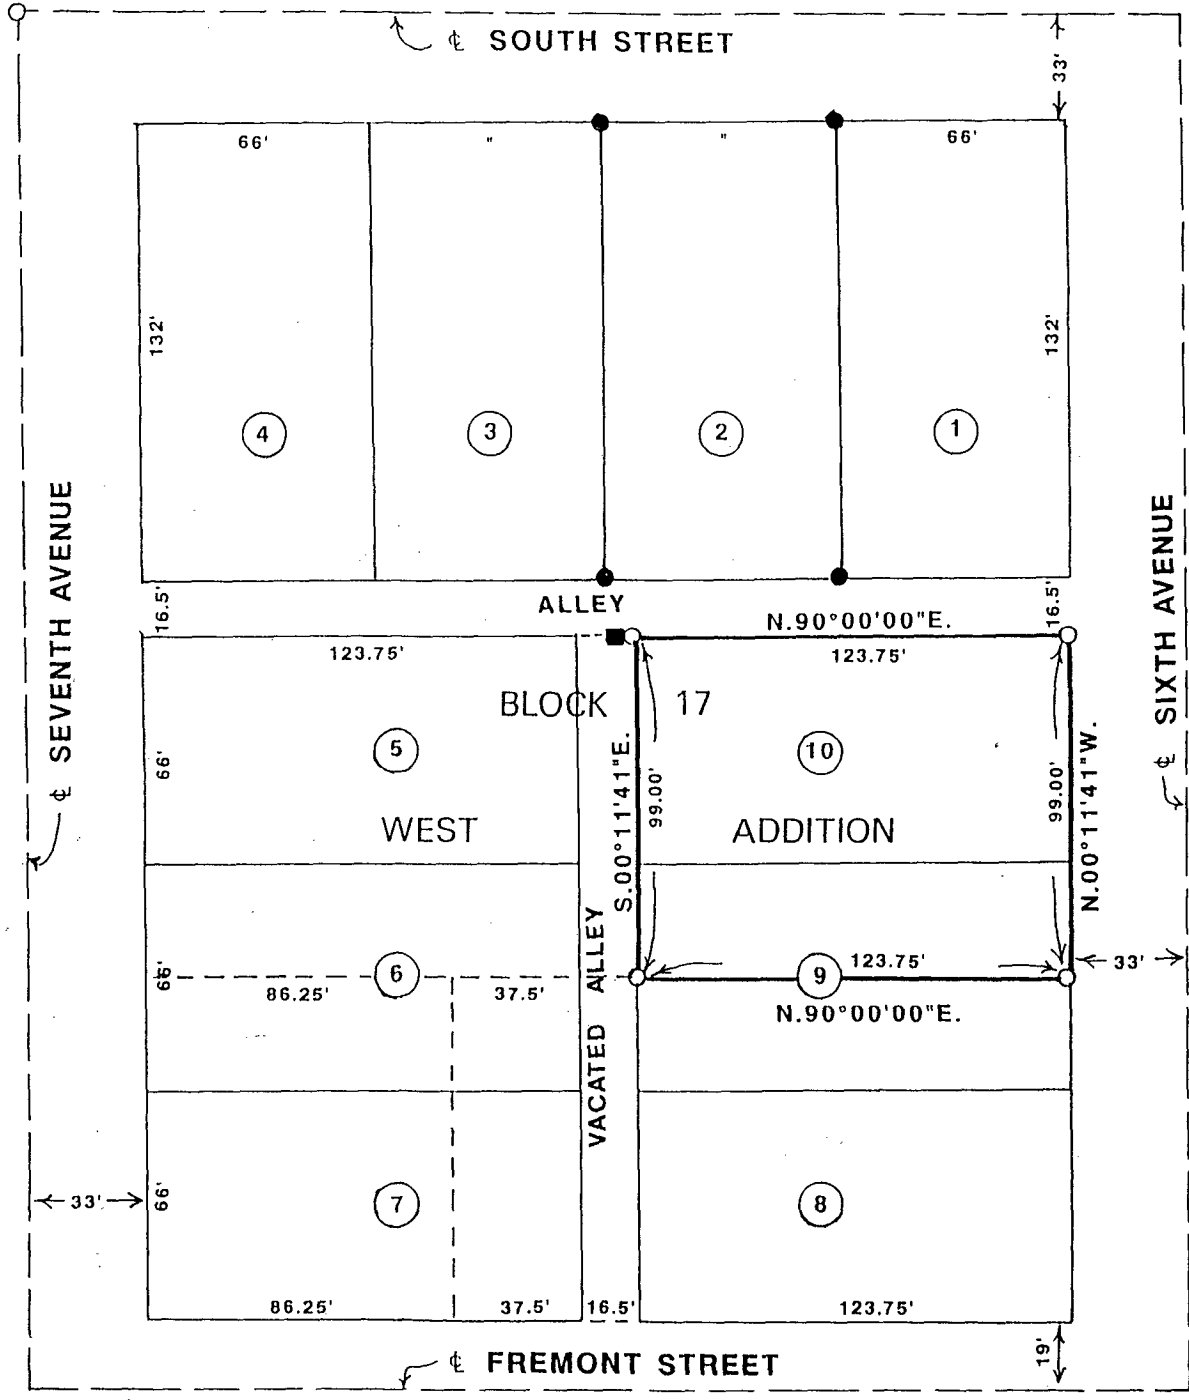 ℄ SOUTH STREET
33'
66' " " 66'
132' 132'
4 3 2 1
℄ SEVENTH AVENUE
℄ SIXTH AVENUE
16.5' ALLEY 16.5'
N.90°00'00"E.
123.75' 123.75'
BLOCK 17
5 10
66'
S.00°11'41"E.
99.00' 99.00'
N.00°11'41"W.
WEST ADDITION
VACATED ALLEY
66' 6 9 123.75' 33'
86.25' 37.5'
N.90°00'00"E.
33' 66' 7 8
86.25' 37.5' 16.5' 123.75'
19'
℄ FREMONT STREET